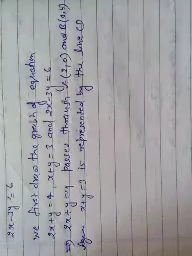 2x-3y = 6
we first draw the graph of equation
2x+y = 4, x+y = 3 and 2x-3y = 6
2x+y = 4 passes through (2,0) and B(0,4)
x+y=3 is represented by the line CD